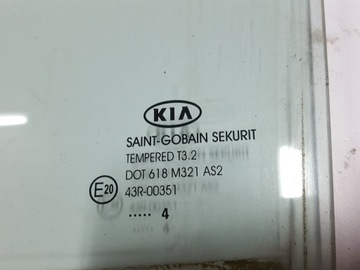 KIA
SAINT-GOBAIN SEKURIT
TEMPERED T3.2
DOT 618 M321 AS2
E20 43R-00351
..... 4